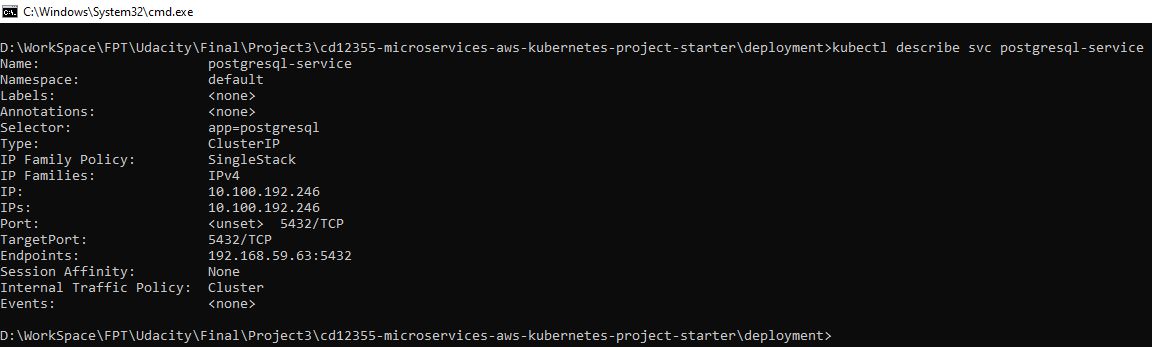 C:\Windows\System32\cmd.exe
D:\WorkSpace\FPT\Udacity\Final\Project3\cd12355-microservices-aws-kubernetes-project-starter\deployment>kubectl describe svc postgresql-service
Name:                     postgresql-service
Namespace:                default
Labels:                   <none>
Annotations:              <none>
Selector:                 app=postgresql
Type:                     ClusterIP
IP Family Policy:         SingleStack
IP Families:              IPv4
IP:                       10.100.192.246
IPs:                      10.100.192.246
Port:                     <unset>  5432/TCP
TargetPort:               5432/TCP
Endpoints:                192.168.59.63:5432
Session Affinity:         None
Internal Traffic Policy:  Cluster
Events:                   <none>
D:\WorkSpace\FPT\Udacity\Final\Project3\cd12355-microservices-aws-kubernetes-project-starter\deployment>